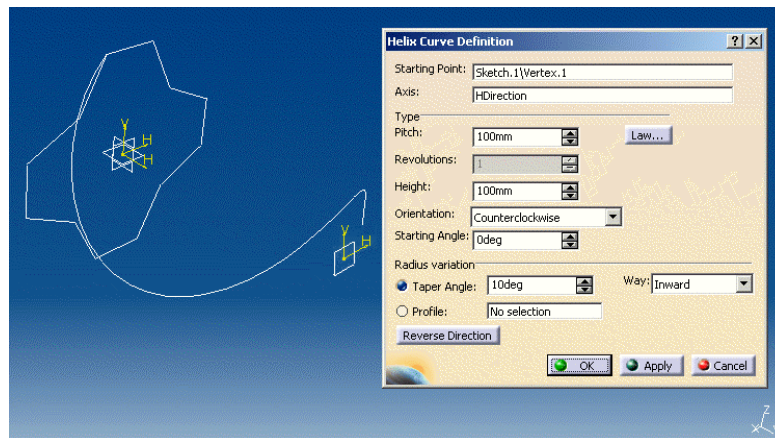 Helix Curve Definition
Starting Point: Sketch.1\Vertex.1
Axis: HDirection
Type
Pitch: 100mm Law...
Revolutions: 1
Height: 100mm
Orientation: Counterclockwise
Starting Angle: 0deg
Radius variation
Taper Angle: 10deg Way: Inward
Profile: No selection
Reverse Direction
OK Apply Cancel
V
H
H
V
H
Z
x